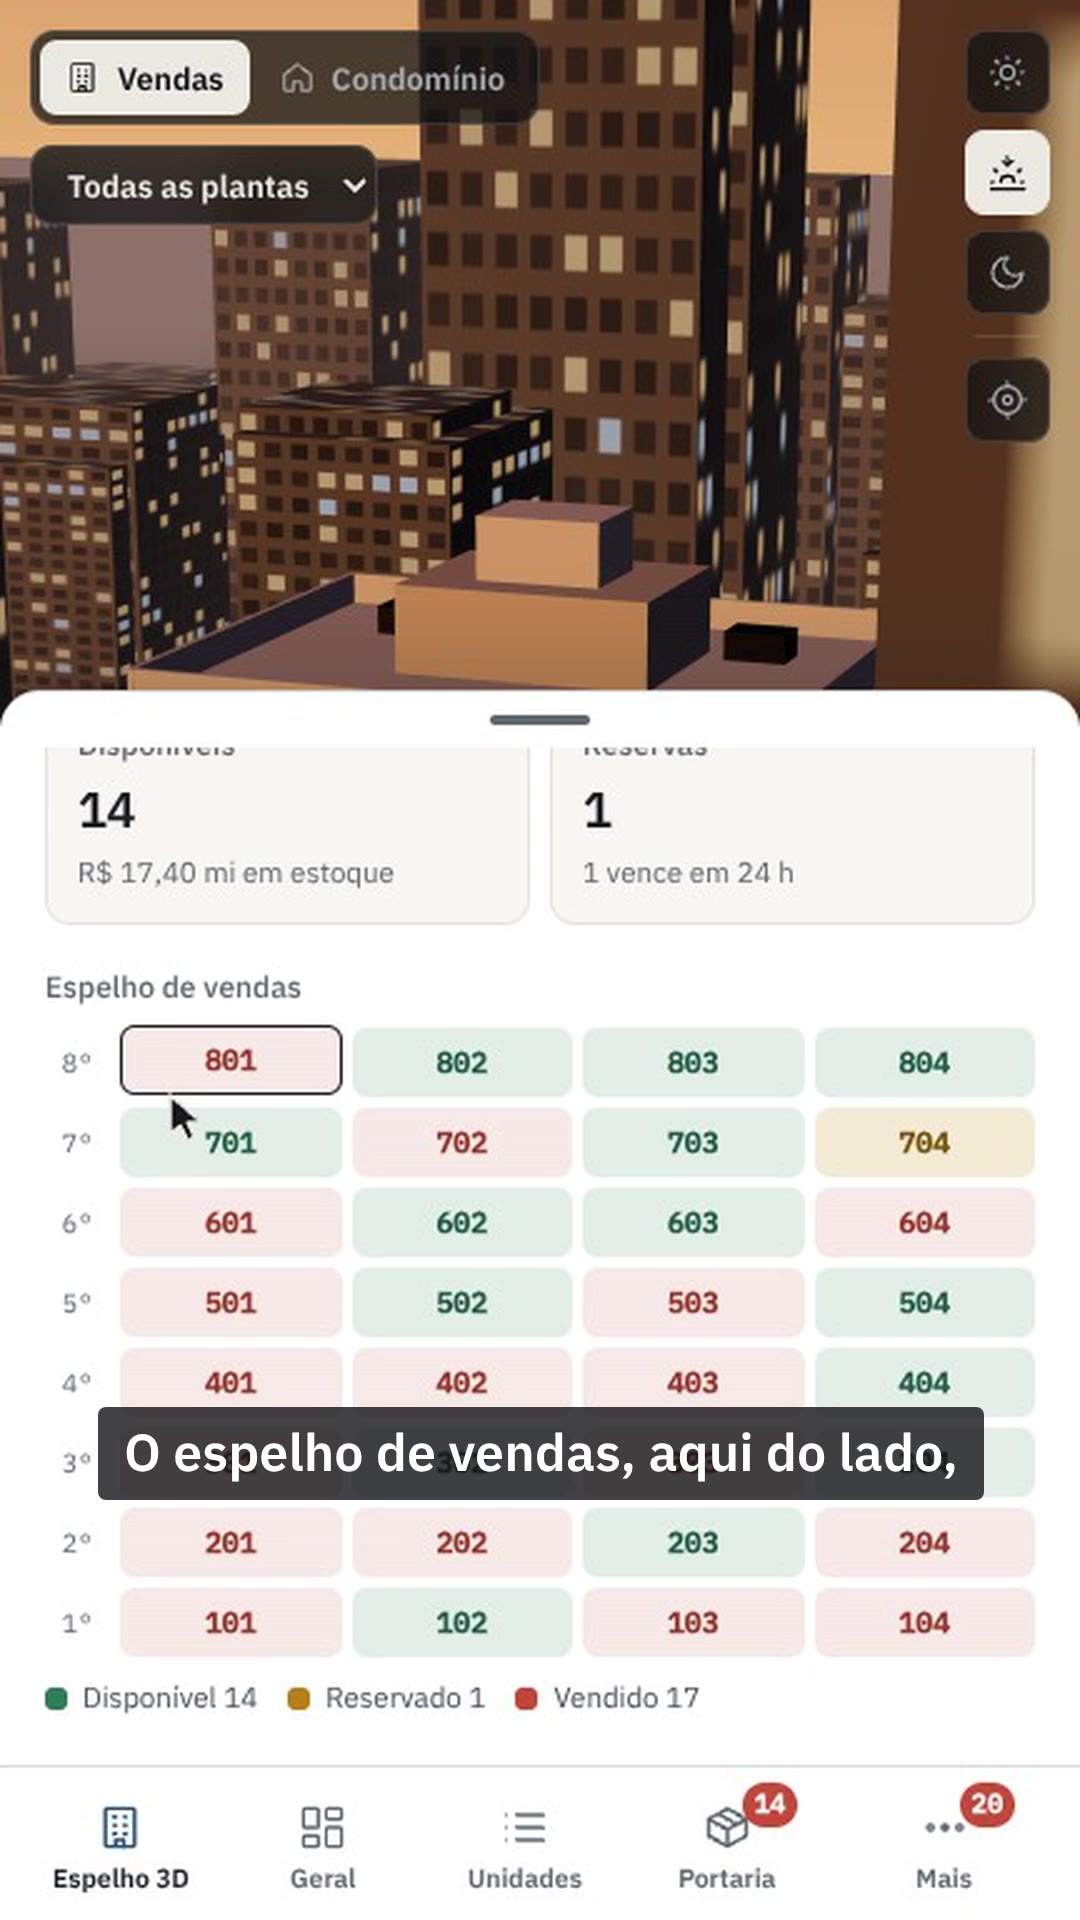 Vendas
Condomínio
Todas as plantas
Disponíveis
Reservas
14
1
R$ 17,40 mi em estoque
1 vence em 24 h
Espelho de vendas
8º 801 802 803 804
7º 701 702 703 704
6º 601 602 603 604
5º 501 502 503 504
4º 401 402 403 404
3º
O espelho de vendas, aqui do lado,
2º 201 202 203 204
1º 101 102 103 104
Disponível 14 Reservado 1 Vendido 17
14 20
Espelho 3D Geral Unidades Portaria Mais